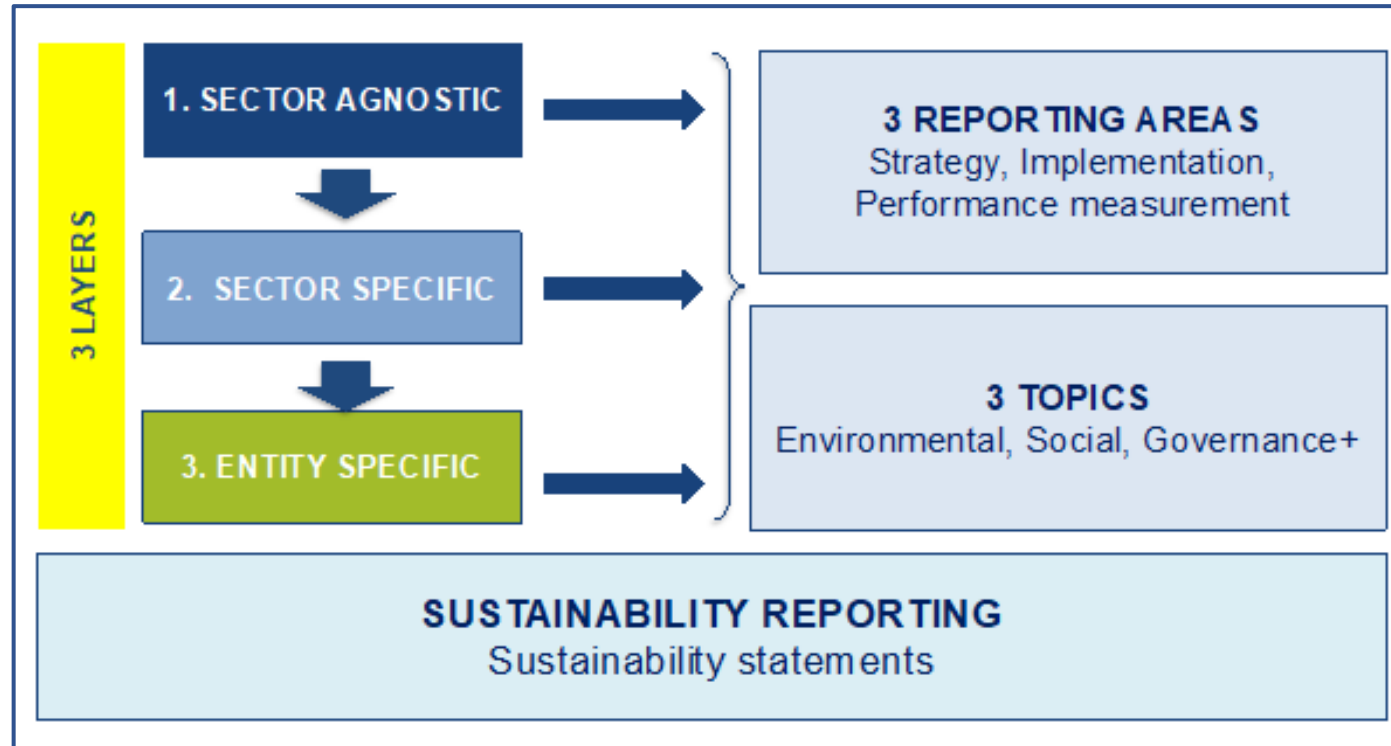 3 LAYERS
1. SECTOR AGNOSTIC
2. SECTOR SPECIFIC
3. ENTITY SPECIFIC
3 REPORTING AREAS
Strategy, Implementation,
Performance measurement
3 TOPICS
Environmental, Social, Governance+
SUSTAINABILITY REPORTING
Sustainability statements